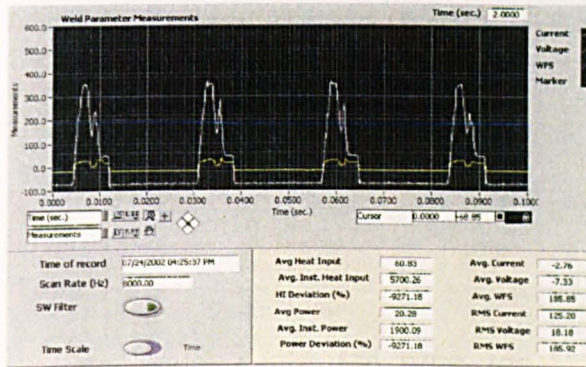 Weld Parameter Measurements
Time (sec.) 2.0000
Current
Voltage
WFS
Marker
Measurements
600.0
500.0
400.0
300.0
200.0
100.0
0.0
-100.0
0.0000 0.0100 0.0200 0.0300 0.0400 0.0500 0.0600 0.0700 0.0800 0.0900 0.1000
Time (sec.)
Time (sec.)
Measurements
Cursor 0.0000 -68.85
Time of record 07/24/2002 04:25:37 PM
Scan Rate (Hz) 8000.00
SW Filter
Time Scale Time
Avg Heat Input 60.83
Avg. Inst. Heat Input 5700.26
HI Deviation (%) -9271.18
Avg Power 20.28
Avg. Inst. Power 1900.09
Power Deviation (%) -9271.18
Avg. Current -2.76
Avg. Voltage -7.33
Avg. WFS 185.85
RMS Current 125.20
RMS Voltage 18.18
RMS WFS 185.92